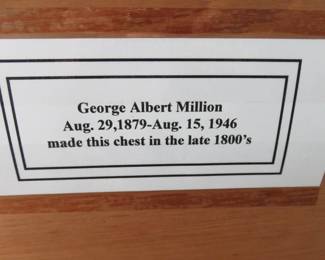 George Albert Million
Aug. 29,1879-Aug. 15, 1946
made this chest in the late 1800's